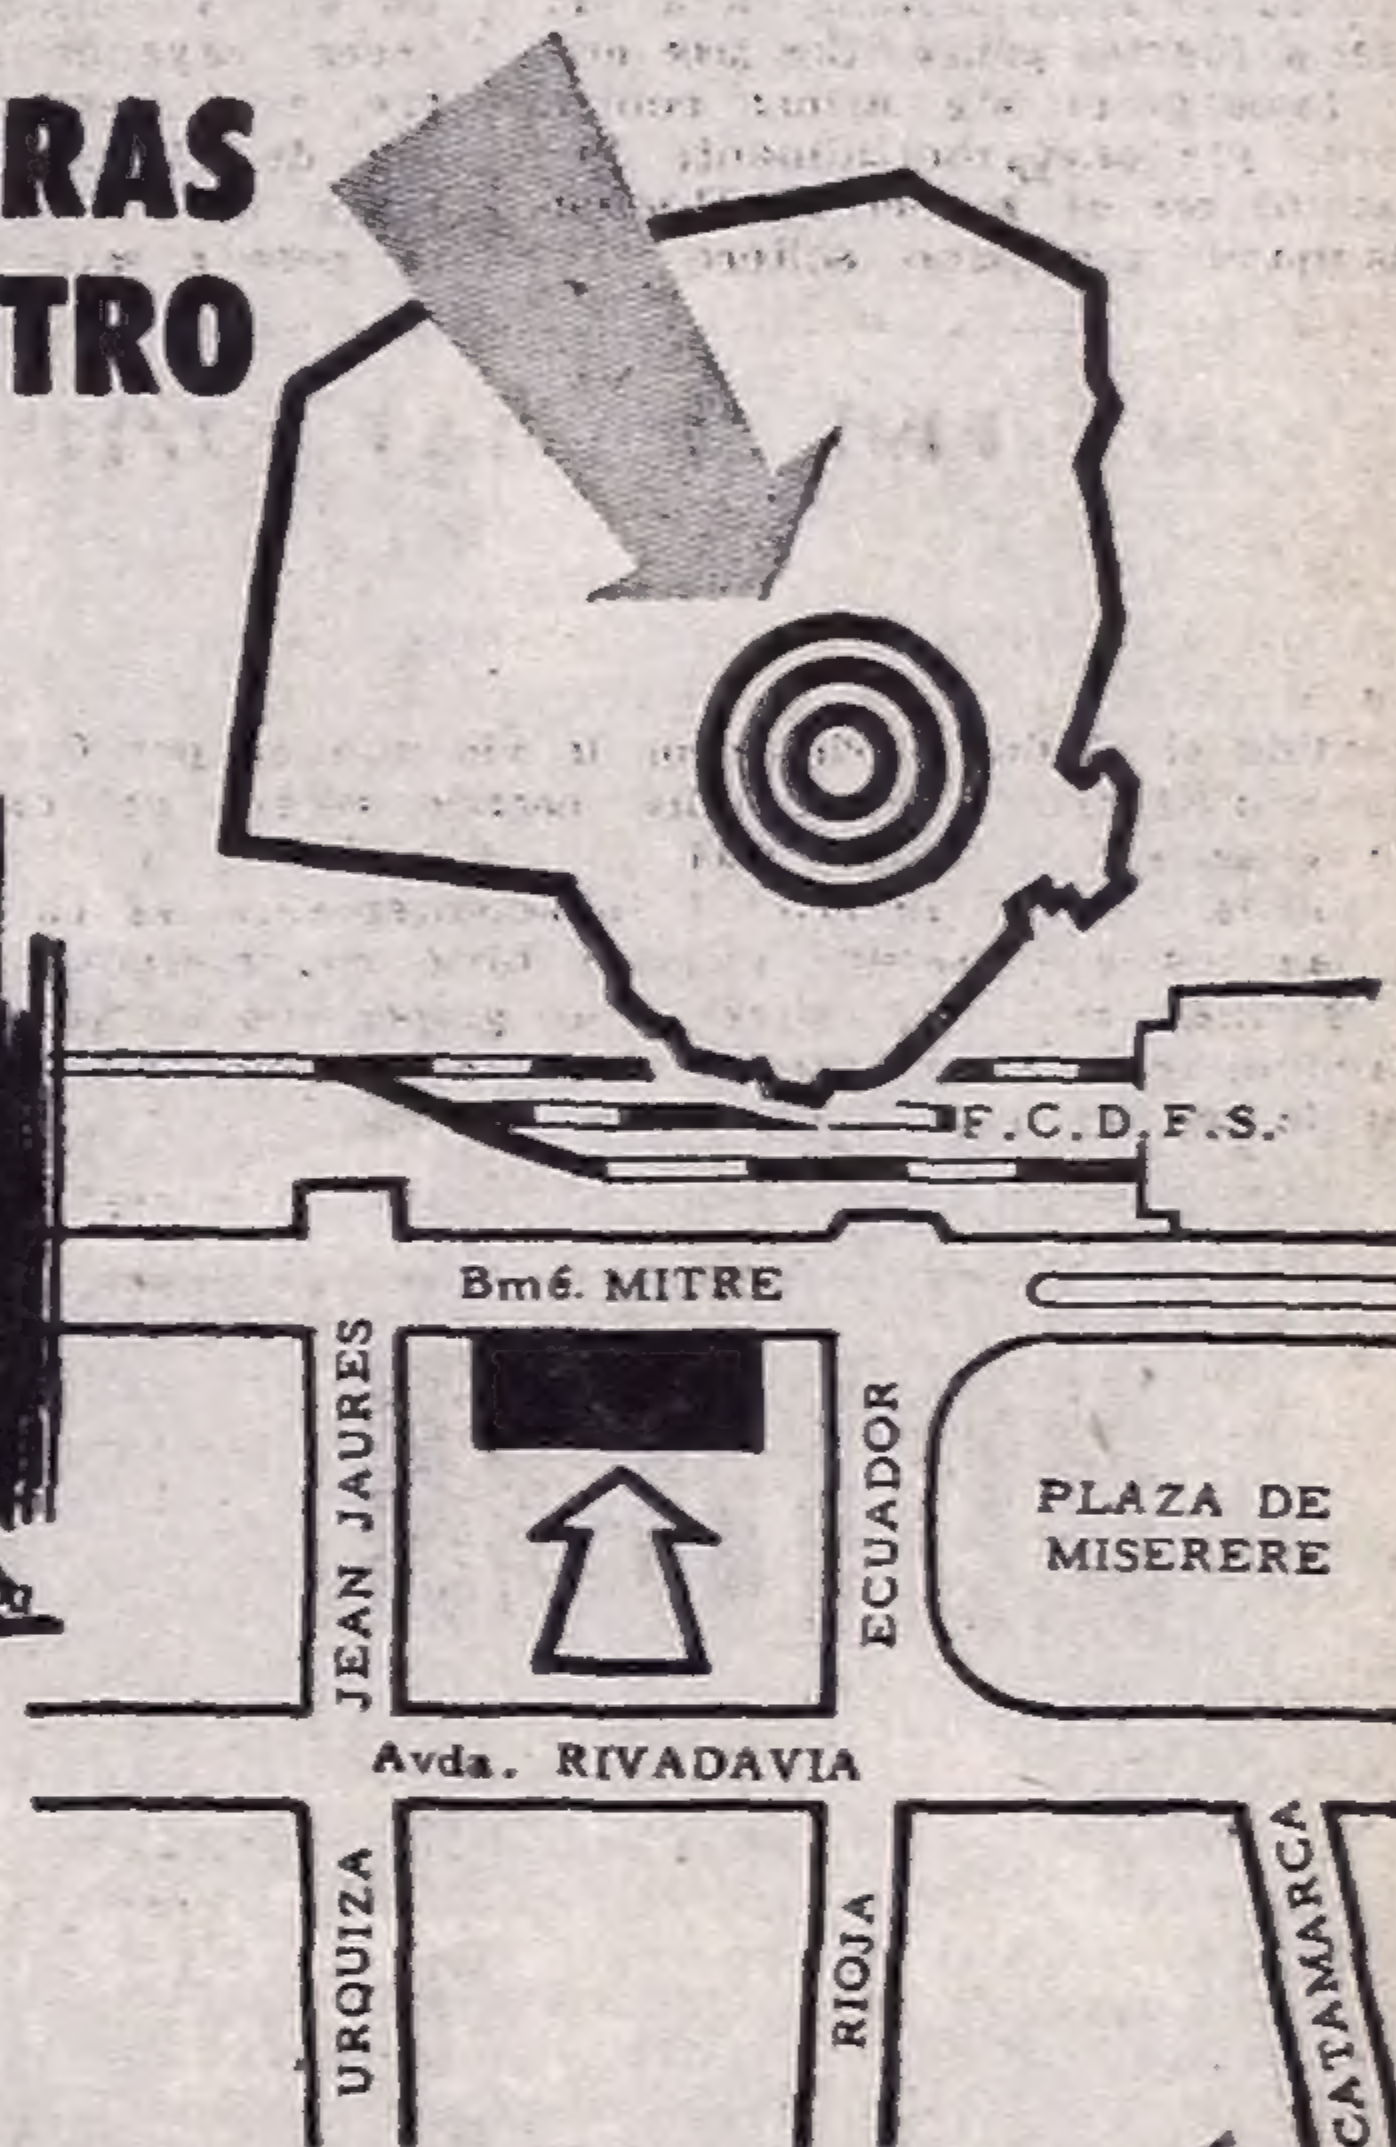 RAS
TRO
F.C.D.F.S.
Bmé. MITRE
JEAN JAURES
ECUADOR
PLAZA DE
MISERERE
Avda. RIVADAVIA
URQUIZA
RIOJA
CATAMARCA